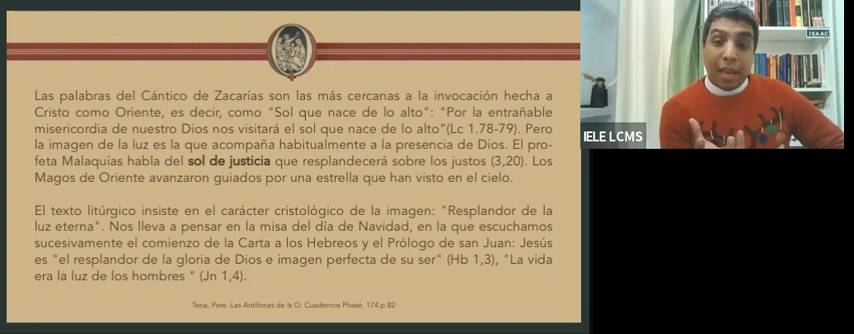 Las palabras del Cántico de Zacarías son las más cercanas a la invocación hecha a
Cristo como Oriente, es decir, como "Sol que nace de lo alto": "Por la entrañable
misericordia de nuestro Dios nos visitará el sol que nace de lo alto"(Lc 1.78-79). Pero
la imagen de la luz es la que acompaña habitualmente a la presencia de Dios. El pro-
feta Malaquías habla del sol de justicia que resplandecerá sobre los justos (3,20). Los
Magos de Oriente avanzaron guiados por una estrella que han visto en el cielo.
El texto litúrgico insiste en el carácter cristológico de la imagen: "Resplandor de la
luz eterna". Nos lleva a pensar en la misa del día de Navidad, en la que escuchamos
sucesivamente el comienzo de la Carta a los Hebreos y el Prólogo de san Juan: Jesús
es "el resplandor de la gloria de Dios e imagen perfecta de su ser" (Hb 1,3), "La vida
era la luz de los hombres " (Jn 1,4).
Tena, Pere. Las Antífonas de ls O. Cuadernos Phase, 174.p 82
ISAAC
IELE LCMS